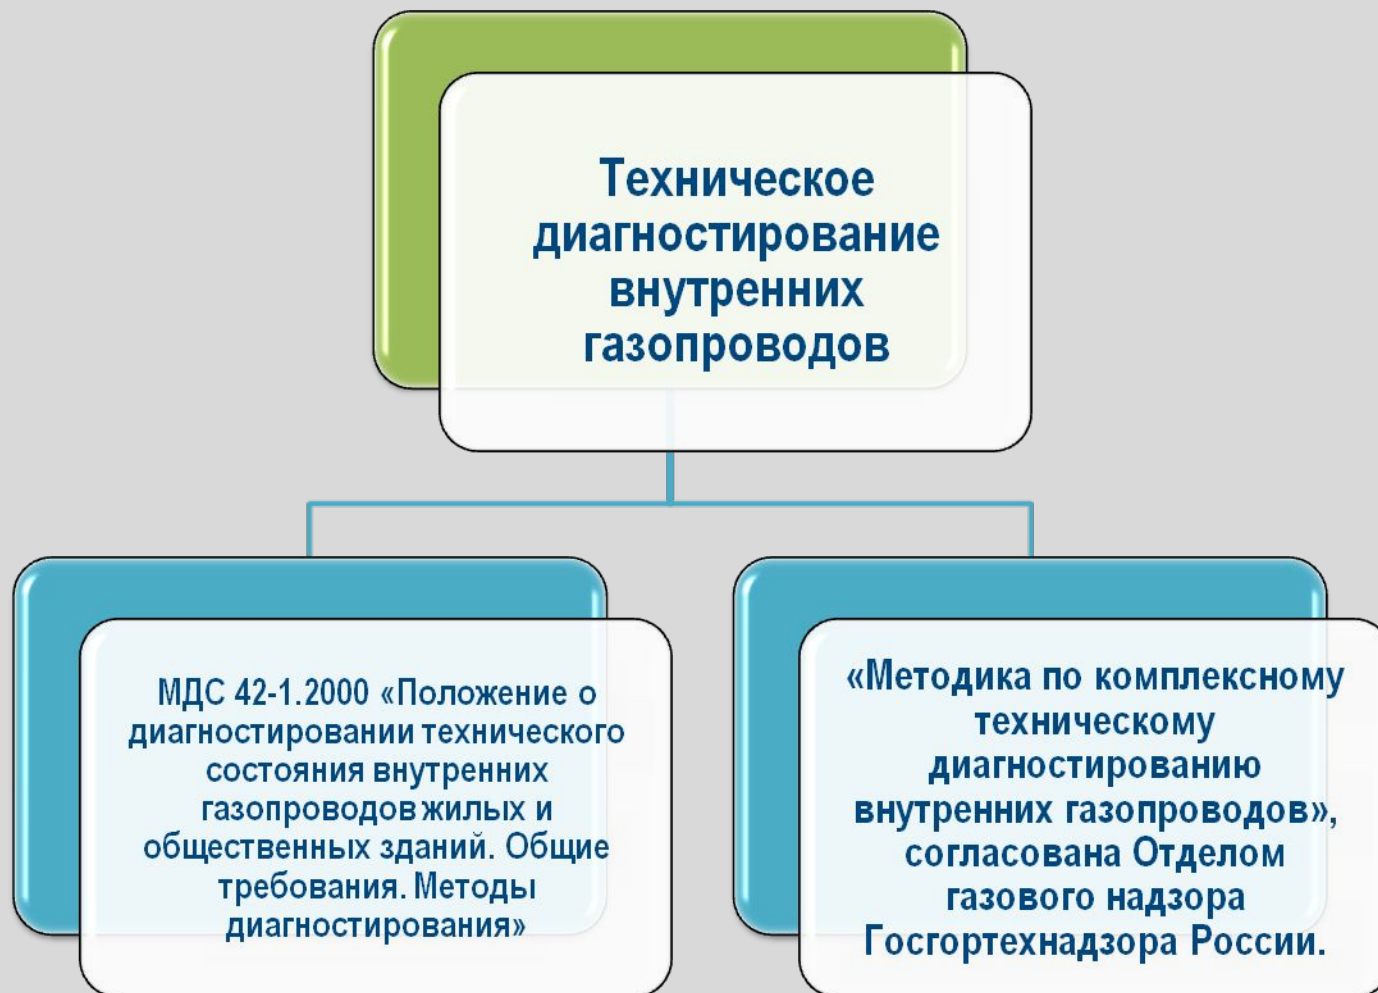 Техническое
диагностирование
внутренних
газопроводов
МДС 42-1.2000 «Положение о
диагностировании технического
состояния внутренних
газопроводов жилых и
общественных зданий. Общие
требования. Методы
диагностирования»
«Методика по комплексному
техническому
диагностированию
внутренних газопроводов»,
согласована Отделом
газового надзора
Госгортехнадзора России.